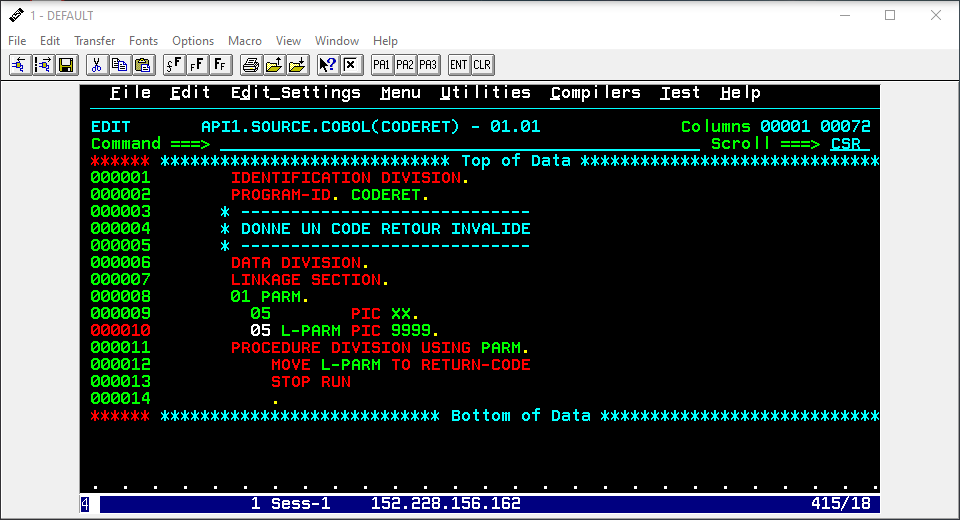 1 - DEFAULT
File Edit Transfer Fonts Options Macro View Window Help
PA1 PA2 PA3 ENT CLR
File Edit Edit_Settings Menu Utilities Compilers Test Help
EDIT API1.SOURCE.COBOL(CODERET) - 01.01 Columns 00001 00072
Command ===> Scroll ===> CSR
****** ***************************** Top of Data ******************************
000001 IDENTIFICATION DIVISION.
000002 PROGRAM-ID. CODERET.
000003 * -----------------------------
000004 * DONNE UN CODE RETOUR INVALIDE
000005 * -----------------------------
000006 DATA DIVISION.
000007 LINKAGE SECTION.
000008 01 PARM.
000009 05 PIC XX.
000010 05 L-PARM PIC 9999.
000011 PROCEDURE DIVISION USING PARM.
000012 MOVE L-PARM TO RETURN-CODE
000013 STOP RUN
000014 .
****** **************************** Bottom of Data ****************************
. . . . . . . . . . . . . . . . . . . . . . . . . . .
4 1 Sess-1 152.228.156.162 415/18